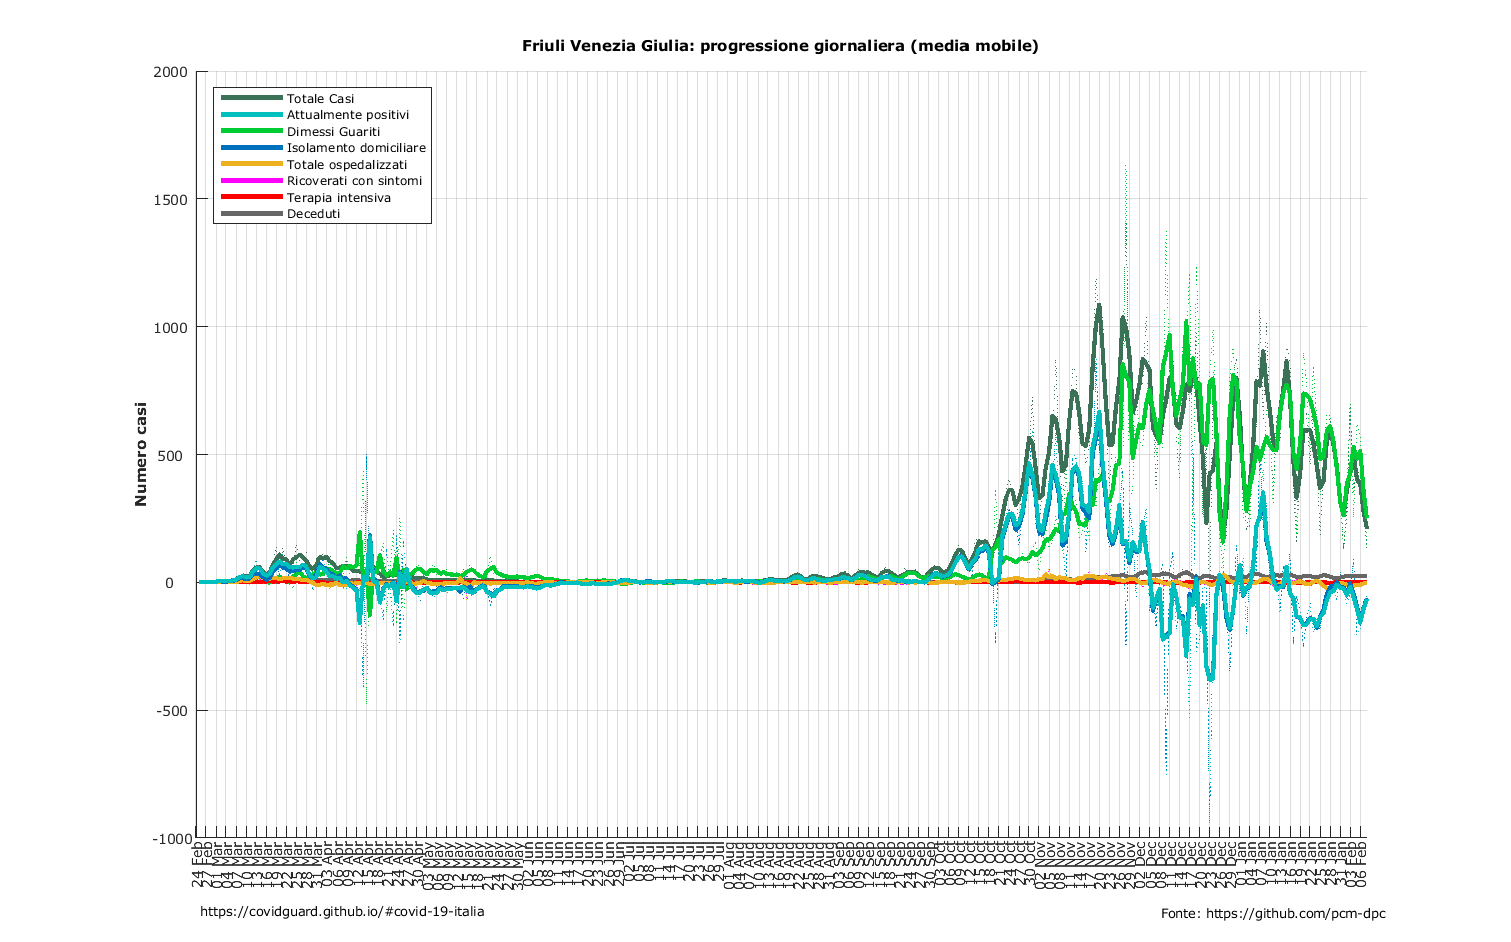 Friuli Venezia Giulia: progressione giornaliera (media mobile)
2000
1500
1000
500
0
-500
-1000
Numero casi
Totale Casi
Attualmente positivi
Dimessi Guariti
Isolamento domiciliare
Totale ospedalizzati
Ricoverati con sintomi
Terapia intensiva
Deceduti
24 Feb
27 Feb
01 Mar
04 Mar
07 Mar
10 Mar
13 Mar
16 Mar
19 Mar
22 Mar
25 Mar
28 Mar
31 Mar
03 Apr
06 Apr
09 Apr
12 Apr
15 Apr
18 Apr
21 Apr
24 Apr
27 Apr
30 Apr
03 May
06 May
09 May
12 May
15 May
18 May
21 May
24 May
27 May
30 May
02 Jun
05 Jun
08 Jun
11 Jun
14 Jun
17 Jun
20 Jun
23 Jun
26 Jun
29 Jun
02 Jul
05 Jul
08 Jul
11 Jul
14 Jul
17 Jul
20 Jul
23 Jul
26 Jul
29 Jul
01 Aug
04 Aug
07 Aug
10 Aug
13 Aug
16 Aug
19 Aug
22 Aug
25 Aug
28 Aug
31 Aug
03 Sep
06 Sep
09 Sep
12 Sep
15 Sep
18 Sep
21 Sep
24 Sep
27 Sep
30 Sep
03 Oct
06 Oct
09 Oct
12 Oct
15 Oct
18 Oct
21 Oct
24 Oct
27 Oct
30 Oct
02 Nov
05 Nov
08 Nov
11 Nov
14 Nov
17 Nov
20 Nov
23 Nov
26 Nov
29 Nov
02 Dec
05 Dec
08 Dec
11 Dec
14 Dec
17 Dec
20 Dec
23 Dec
26 Dec
29 Dec
01 Jan
04 Jan
07 Jan
10 Jan
13 Jan
16 Jan
19 Jan
22 Jan
25 Jan
28 Jan
31 Jan
03 Feb
06 Feb
https://covidguard.github.io/#covid-19-italia
Fonte: https://github.com/pcm-dpc